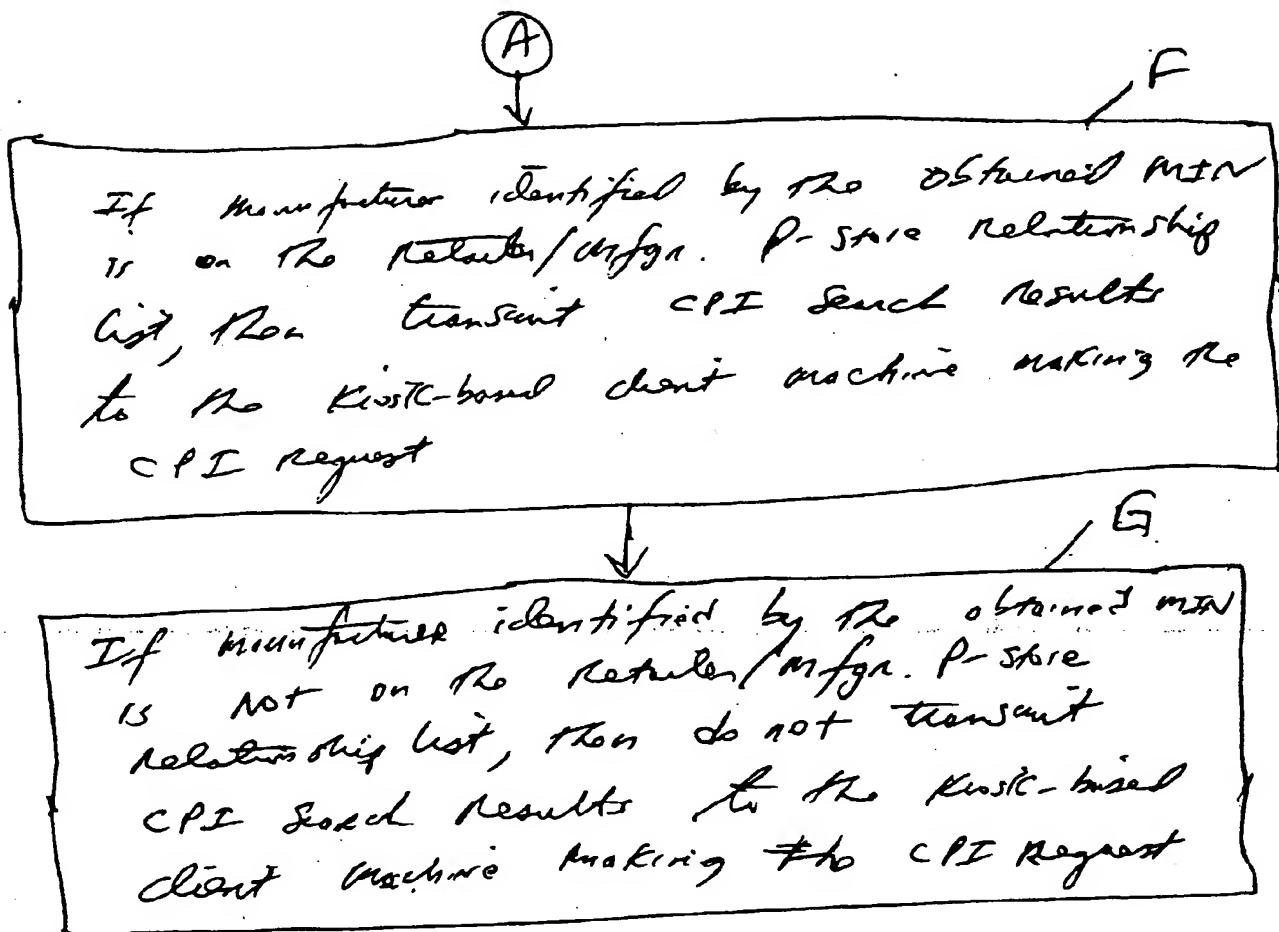 A
F
If manufacturer identified by the obtained MIN
is on the Retailer/Mfgr. P-Store Relationship
list, then transmit CPI Search Results
to the Kiosk-based client machine making the
CPI Request
G
If manufacturer identified by the obtained MIN
is Not on the Retailer/Mfgr. P-Store
Relationship list, then do not transmit
CPI Search Results to the Kiosk-based
client machine making the CPI Request